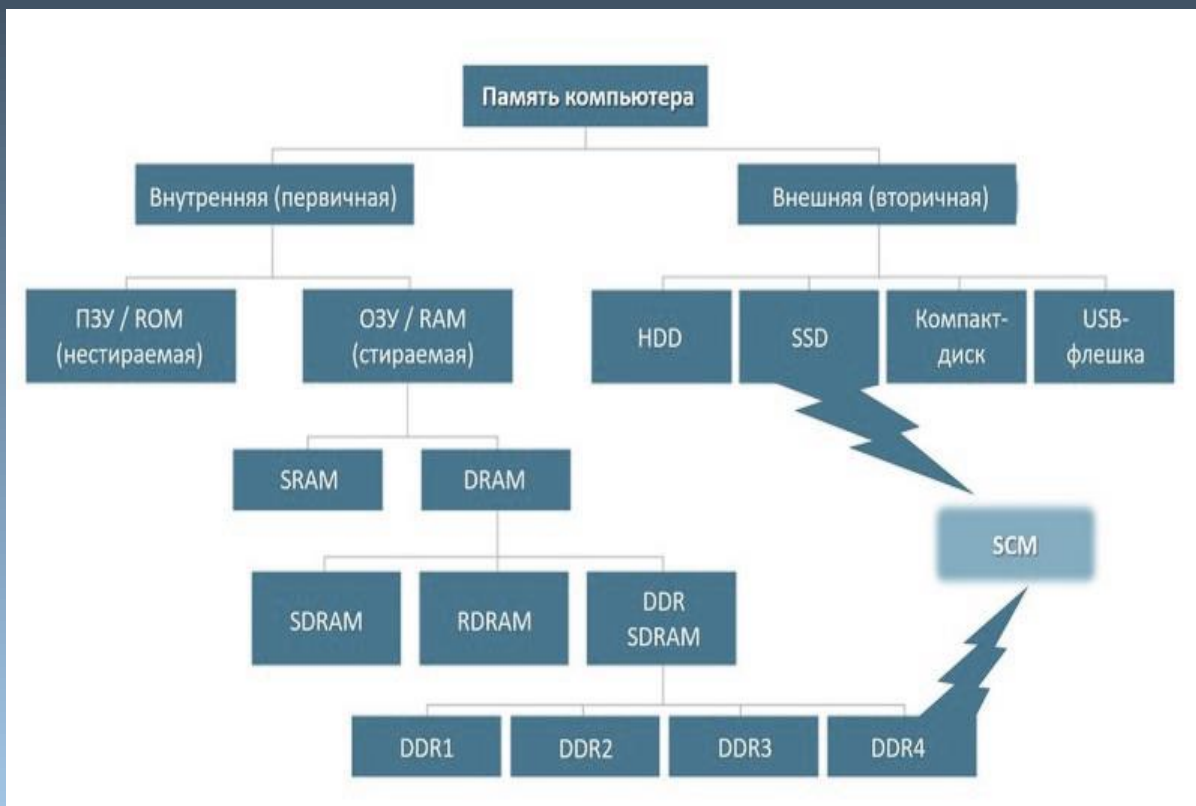 Память компьютера
Внутренняя (первичная)
Внешняя (вторичная)
ПЗУ / ROM
(нестираемая)
ОЗУ / RAM
(стираемая)
HDD
SSD
Компакт-
диск
USB-
флешка
SRAM
DRAM
SCM
SDRAM
RDRAM
DDR
SDRAM
DDR1
DDR2
DDR3
DDR4